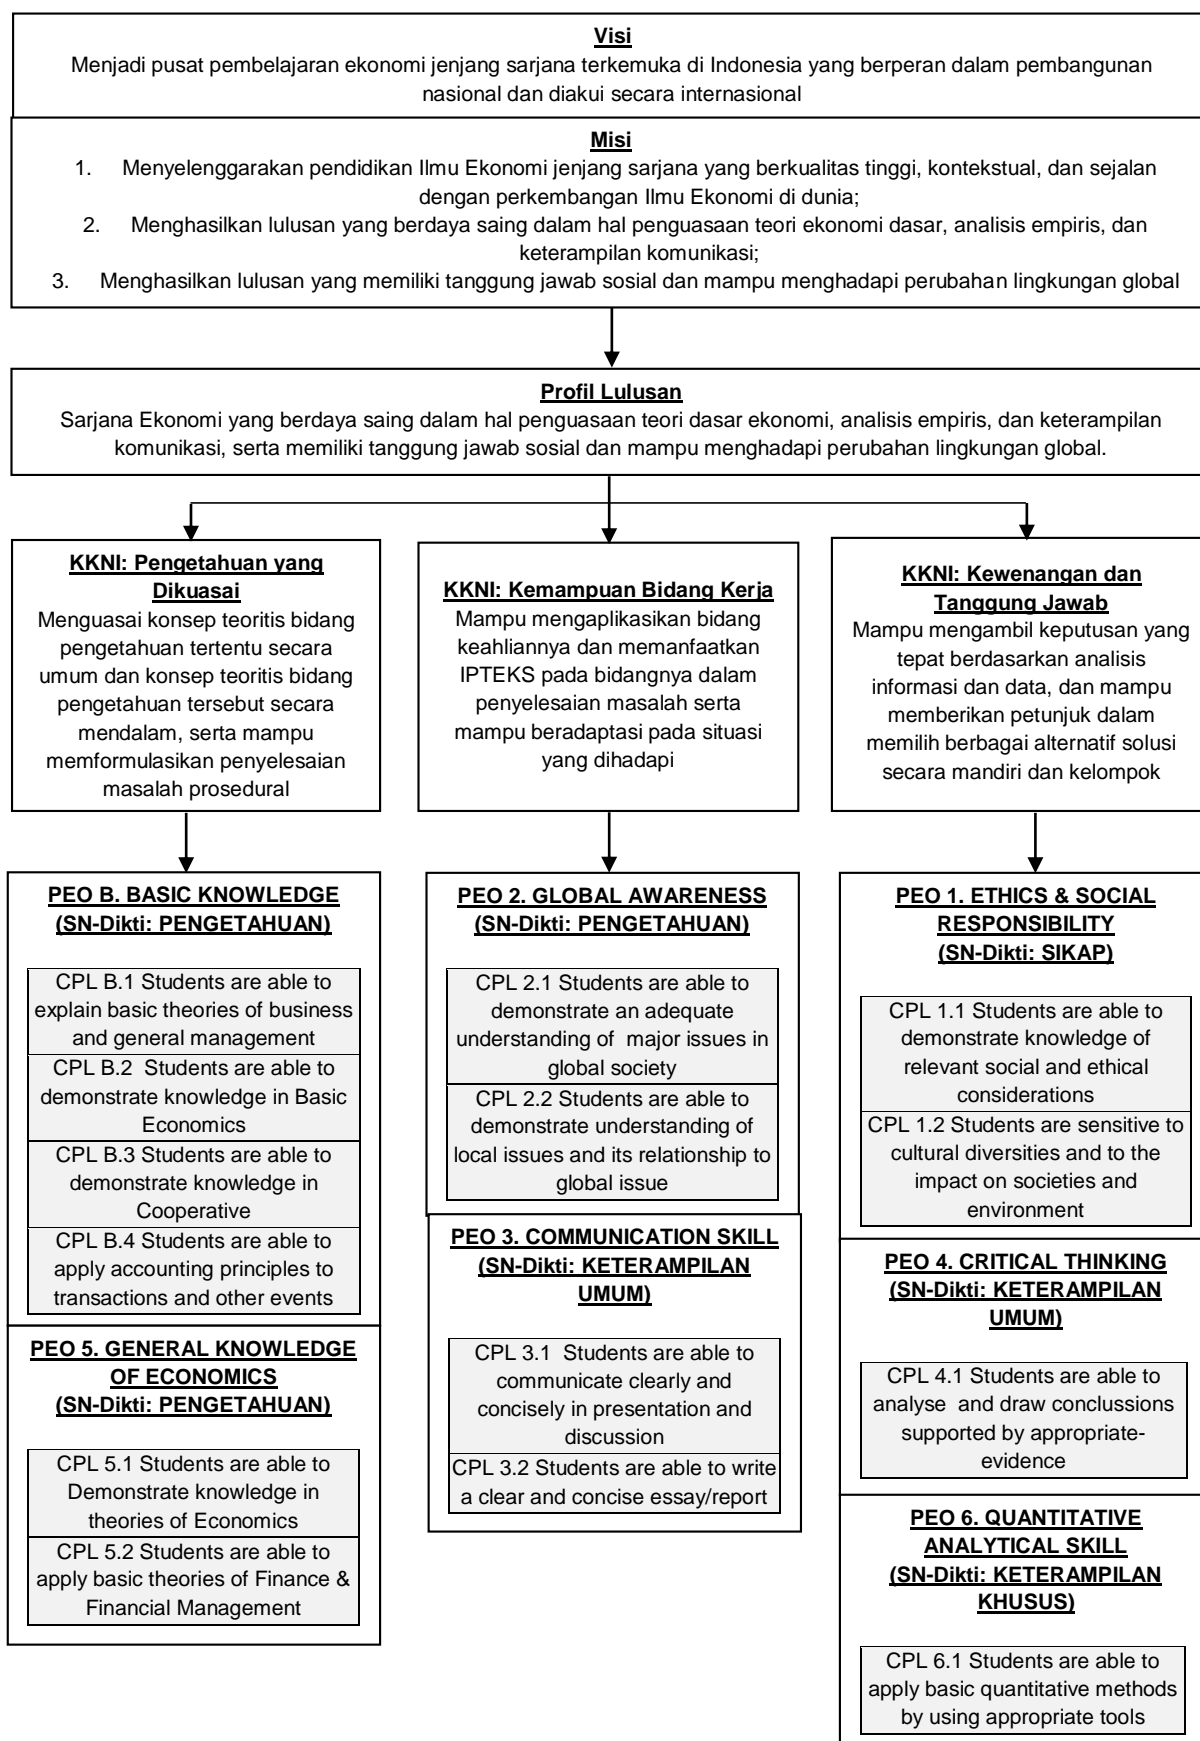 Visi
Menjadi pusat pembelajaran ekonomi jenjang sarjana terkemuka di Indonesia yang berperan dalam pembangunan
nasional dan diakui secara internasional
Misi
1. Menyelenggarakan pendidikan Ilmu Ekonomi jenjang sarjana yang berkualitas tinggi, kontekstual, dan sejalan
dengan perkembangan Ilmu Ekonomi di dunia;
2. Menghasilkan lulusan yang berdaya saing dalam hal penguasaan teori ekonomi dasar, analisis empiris, dan
keterampilan komunikasi;
3. Menghasilkan lulusan yang memiliki tanggung jawab sosial dan mampu menghadapi perubahan lingkungan global
Profil Lulusan
Sarjana Ekonomi yang berdaya saing dalam hal penguasaan teori dasar ekonomi, analisis empiris, dan keterampilan
komunikasi, serta memiliki tanggung jawab sosial dan mampu menghadapi perubahan lingkungan global.
KKNI: Pengetahuan yang
Dikuasai
Menguasai konsep teoritis bidang
pengetahuan tertentu secara
umum dan konsep teoritis bidang
pengetahuan tersebut secara
mendalam, serta mampu
memformulasikan penyelesaian
masalah prosedural
KKNI: Kemampuan Bidang Kerja
Mampu mengaplikasikan bidang
keahliannya dan memanfaatkan
IPTEKS pada bidangnya dalam
penyelesaian masalah serta
mampu beradaptasi pada situasi
yang dihadapi
KKNI: Kewenangan dan
Tanggung Jawab
Mampu mengambil keputusan yang
tepat berdasarkan analisis
informasi dan data, dan mampu
memberikan petunjuk dalam
memilih berbagai alternatif solusi
secara mandiri dan kelompok
PEO B. BASIC KNOWLEDGE
(SN-Dikti: PENGETAHUAN)
CPL B.1 Students are able to
explain basic theories of business
and general management
CPL B.2 Students are able to
demonstrate knowledge in Basic
Economics
CPL B.3 Students are able to
demonstrate knowledge in
Cooperative
CPL B.4 Students are able to
apply accounting principles to
transactions and other events
PEO 5. GENERAL KNOWLEDGE
OF ECONOMICS
(SN-Dikti: PENGETAHUAN)
CPL 5.1 Students are able to
Demonstrate knowledge in
theories of Economics
CPL 5.2 Students are able to
apply basic theories of Finance &
Financial Management
PEO 2. GLOBAL AWARENESS
(SN-Dikti: PENGETAHUAN)
CPL 2.1 Students are able to
demonstrate an adequate
understanding of major issues in
global society
CPL 2.2 Students are able to
demonstrate understanding of
local issues and its relationship to
global issue
PEO 3. COMMUNICATION SKILL
(SN-Dikti: KETERAMPILAN
UMUM)
CPL 3.1 Students are able to
communicate clearly and
concisely in presentation and
discussion
CPL 3.2 Students are able to write
a clear and concise essay/report
PEO 1. ETHICS & SOCIAL
RESPONSIBILITY
(SN-Dikti: SIKAP)
CPL 1.1 Students are able to
demonstrate knowledge of
relevant social and ethical
considerations
CPL 1.2 Students are sensitive to
cultural diversities and to the
impact on societies and
environment
PEO 4. CRITICAL THINKING
(SN-Dikti: KETERAMPILAN
UMUM)
CPL 4.1 Students are able to
analyse and draw conclussions
supported by appropriate-
evidence
PEO 6. QUANTITATIVE
ANALYTICAL SKILL
(SN-Dikti: KETERAMPILAN
KHUSUS)
CPL 6.1 Students are able to
apply basic quantitative methods
by using appropriate tools